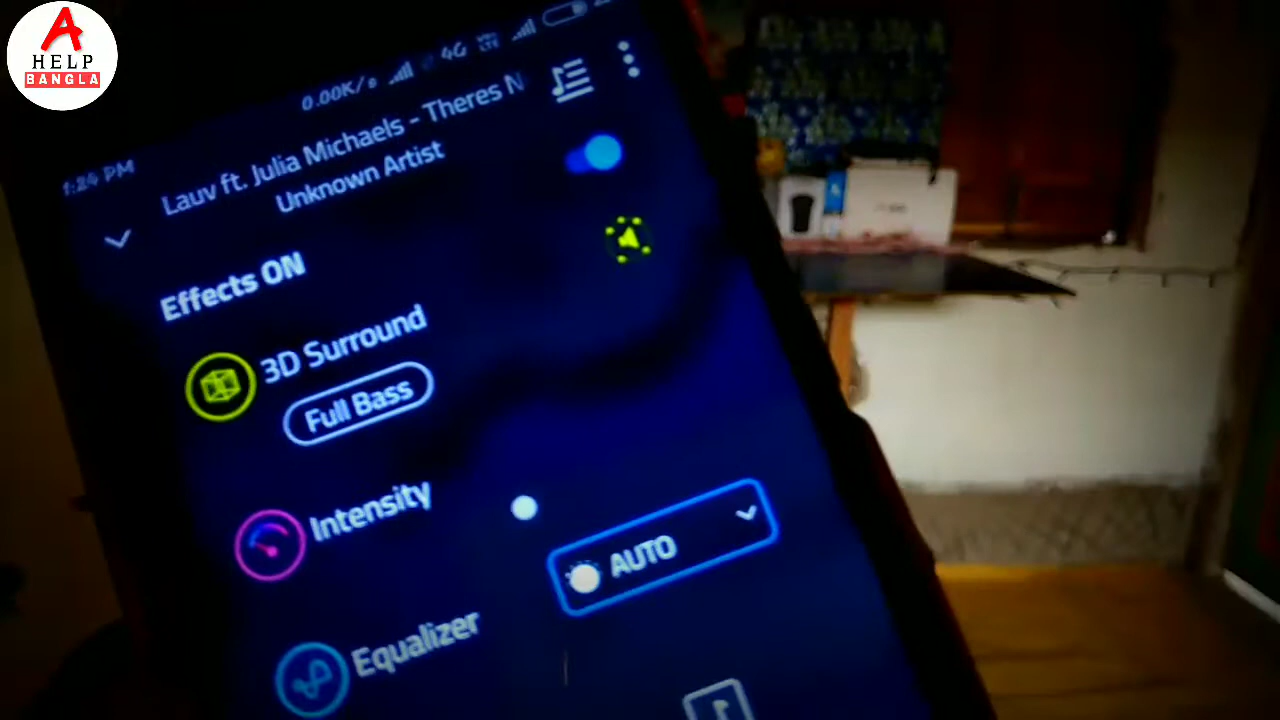 A
HELP
BANGLA
0.00K/s 4G VoLTE
1:24 PM
Lauv ft. Julia Michaels - Theres N
Unknown Artist
Effects ON
3D Surround
Full Bass
Intensity
AUTO
Equalizer